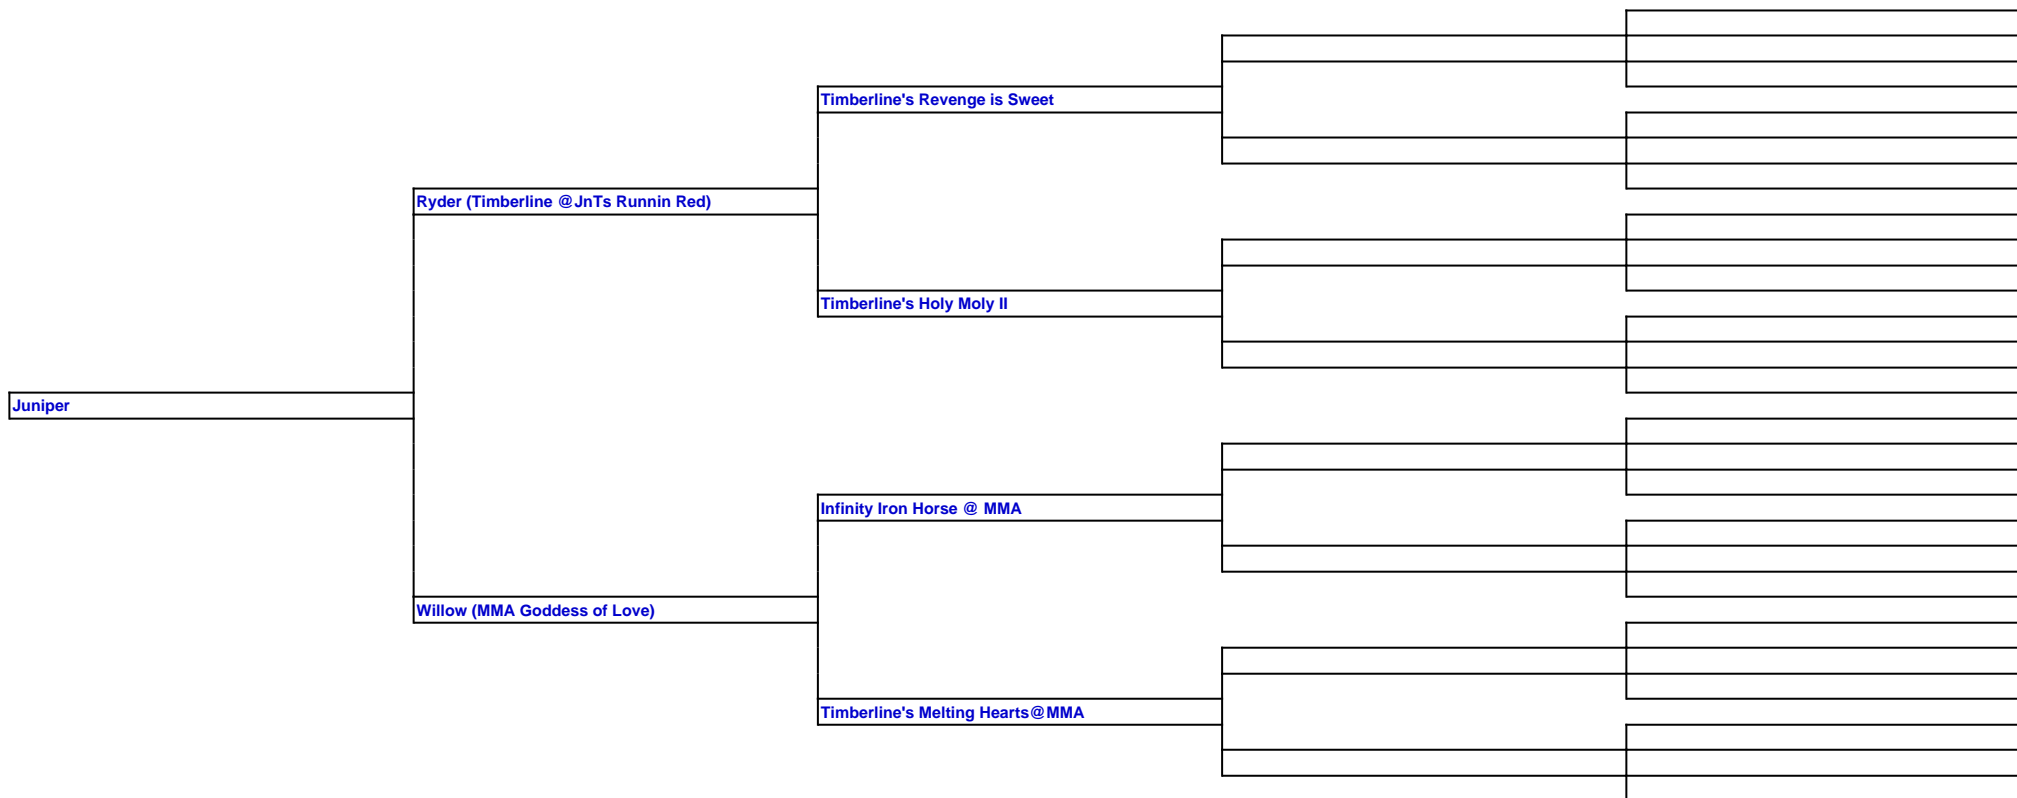 Timberline's Revenge is Sweet
Ryder (Timberline @JnTs Runnin Red)
Timberline's Holy Moly II
Juniper
Infinity Iron Horse @ MMA
Willow (MMA Goddess of Love)
Timberline's Melting Hearts@MMA